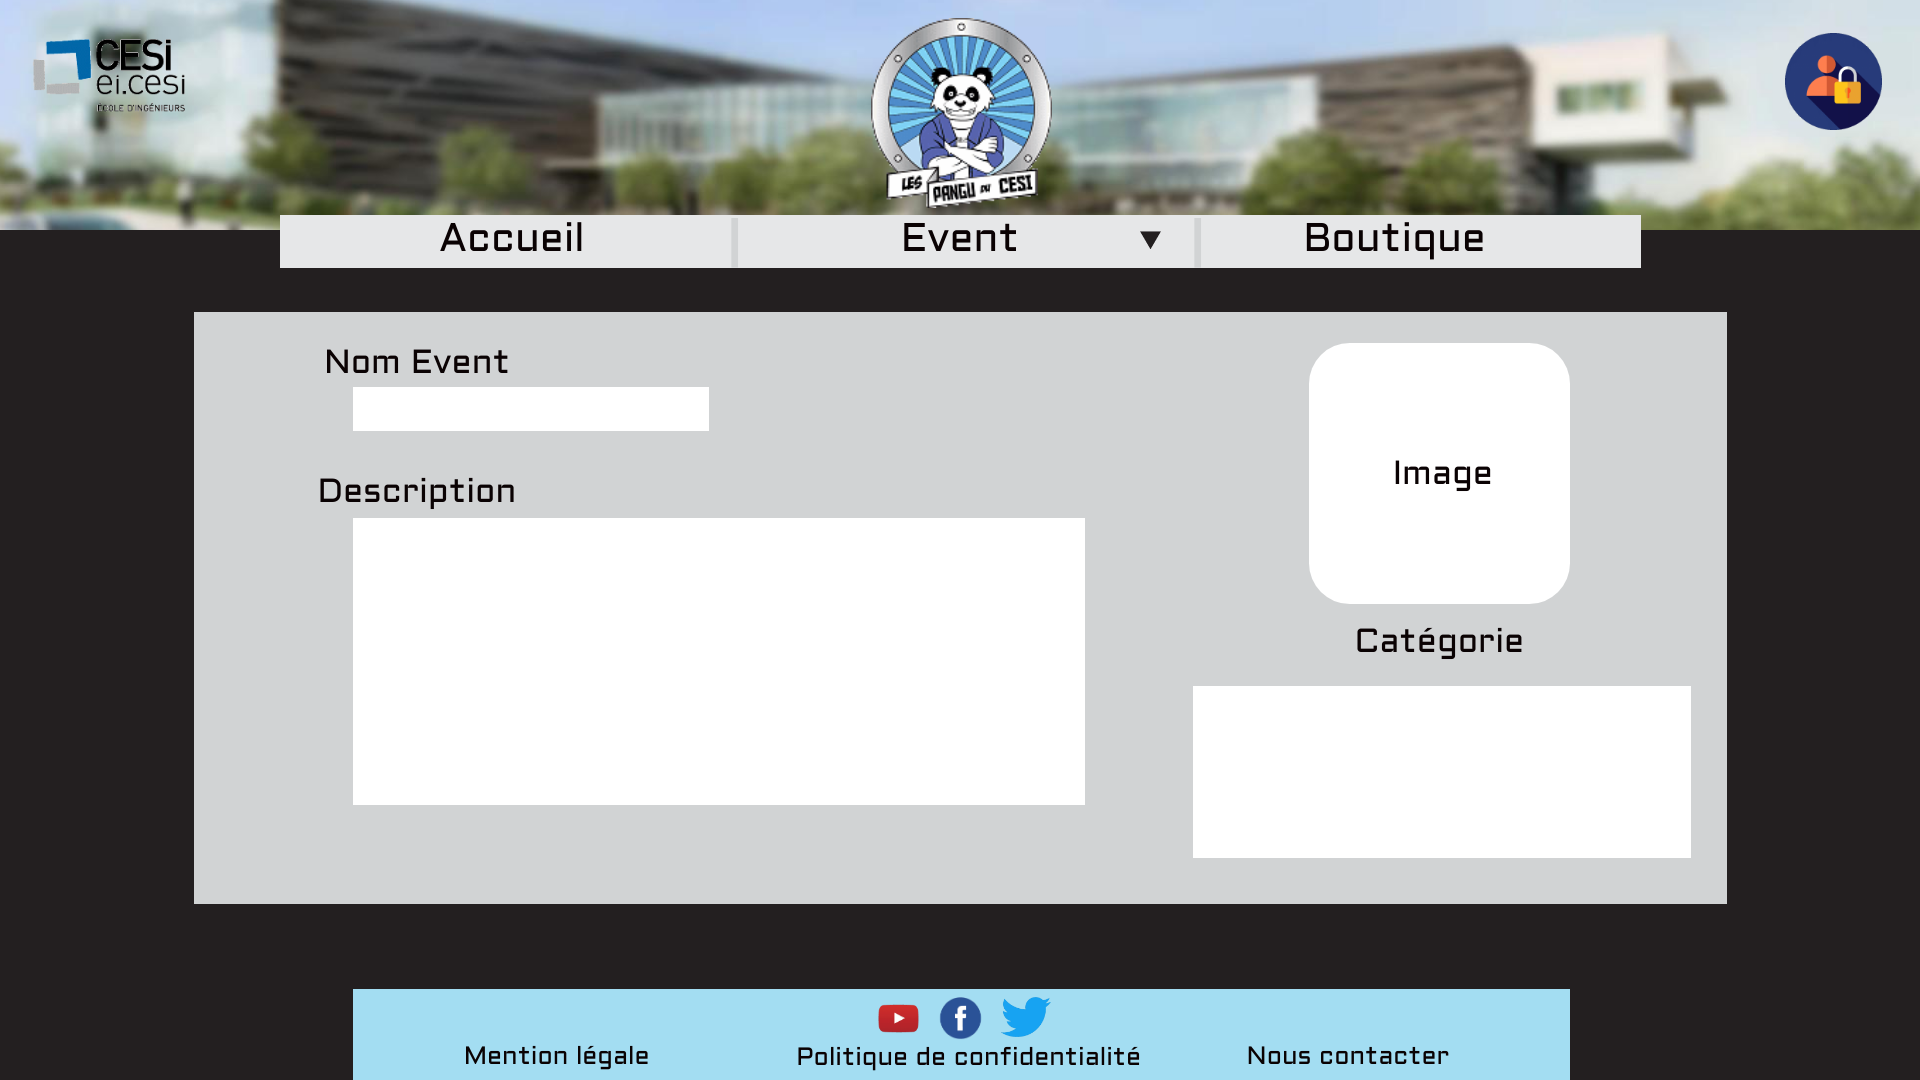 CESi
ei.cesi
ÉCOLE D'INGÉNIEURS
LES PANGU DU CESI
Accueil
Event ▼
Boutique
Nom Event
Description
Image
Catégorie
Mention légale
Politique de confidentialité
Nous contacter